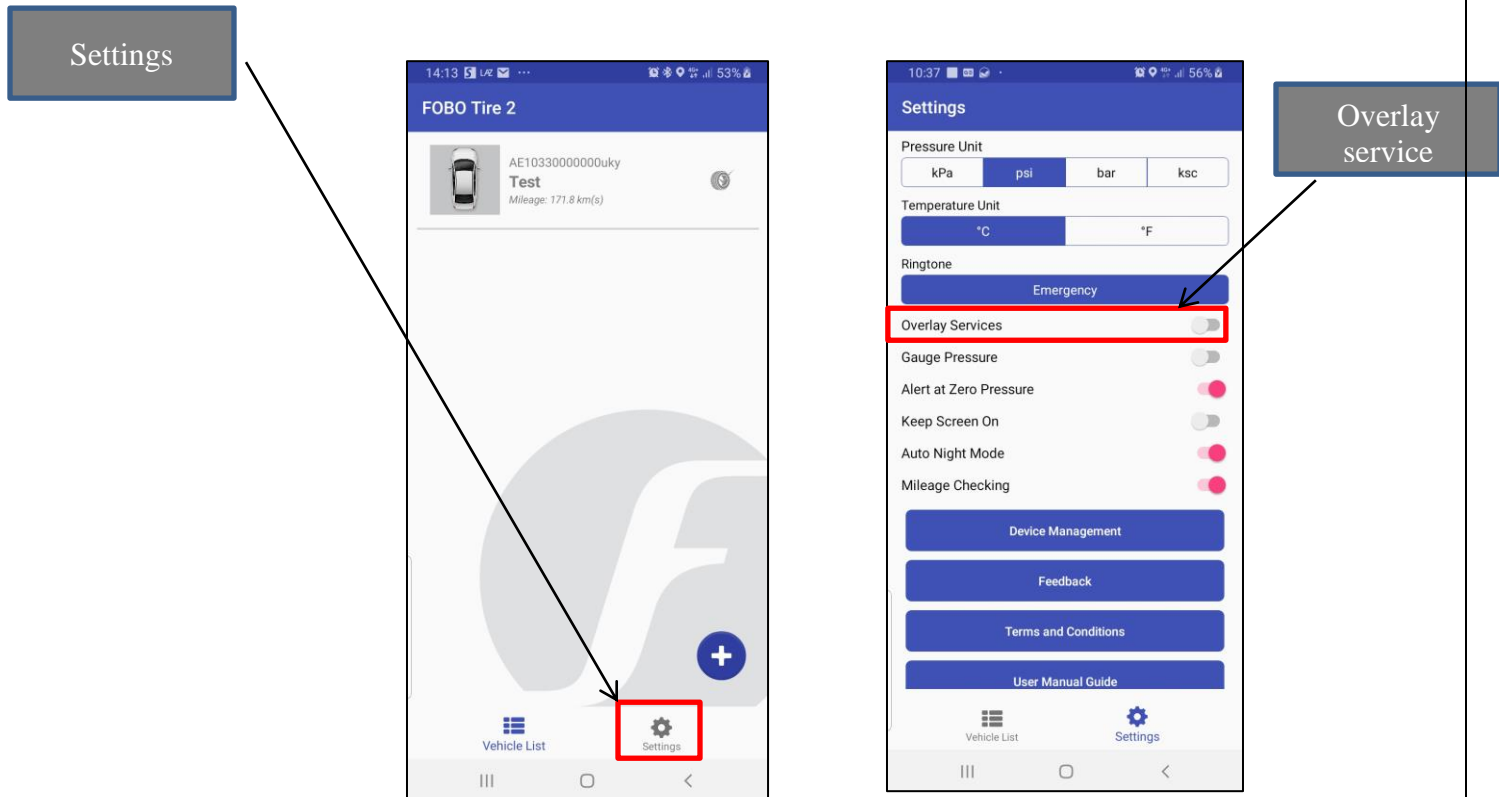 Settings
14:13 LAZ ... 53%
FOBO Tire 2
AE10330000000uky
Test
Mileage: 171.8 km(s)
Vehicle List
Settings
10:37 56%
Settings
Pressure Unit
kPa psi bar ksc
Temperature Unit
°C °F
Ringtone
Emergency
Overlay Services
Gauge Pressure
Alert at Zero Pressure
Keep Screen On
Auto Night Mode
Mileage Checking
Device Management
Feedback
Terms and Conditions
User Manual Guide
Vehicle List Settings
Overlay
service